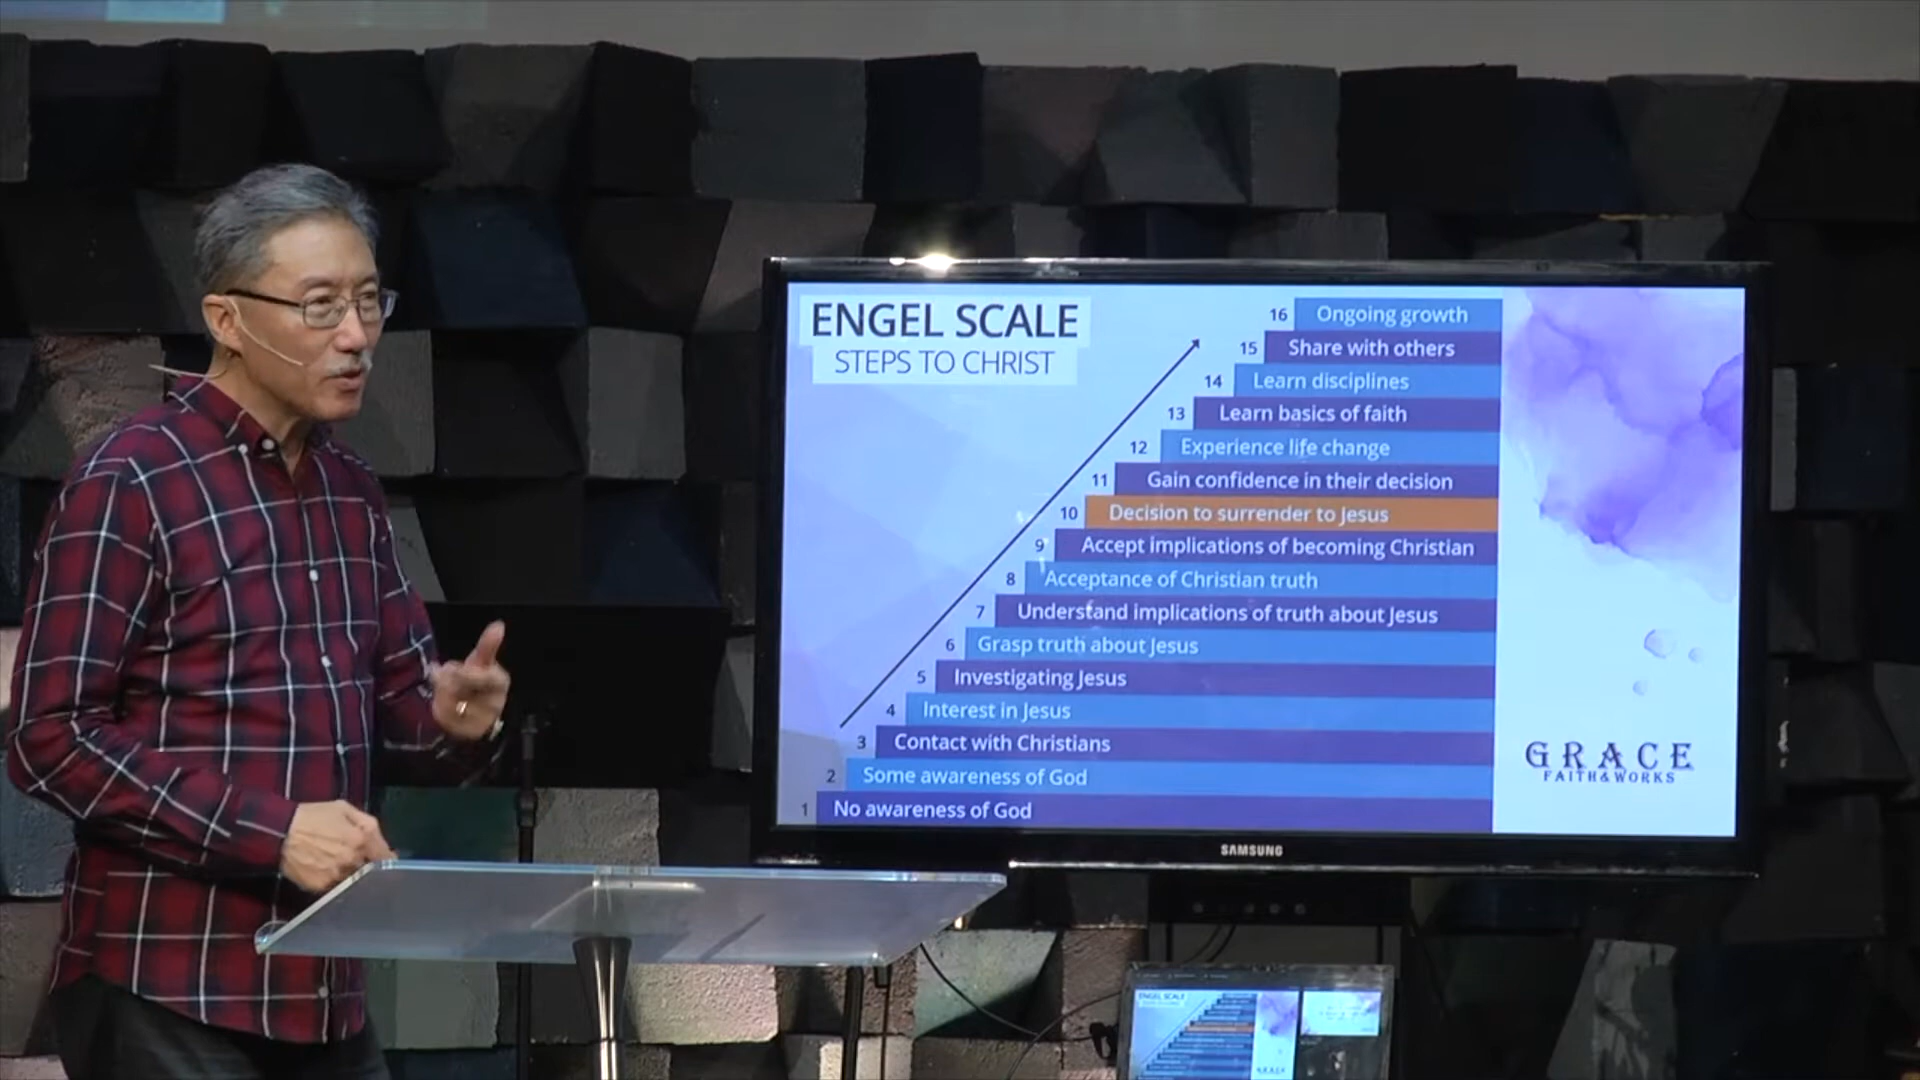 ENGEL SCALE
STEPS TO CHRIST
16 Ongoing growth
15 Share with others
14 Learn disciplines
13 Learn basics of faith
12 Experience life change
11 Gain confidence in their decision
10 Decision to surrender to Jesus
9 Accept implications of becoming Christian
8 Acceptance of Christian truth
7 Understand implications of truth about Jesus
6 Grasp truth about Jesus
5 Investigating Jesus
4 Interest in Jesus
3 Contact with Christians
2 Some awareness of God
1 No awareness of God
GRACE
FAITH&WORKS
SAMSUNG
ENGEL SCALE